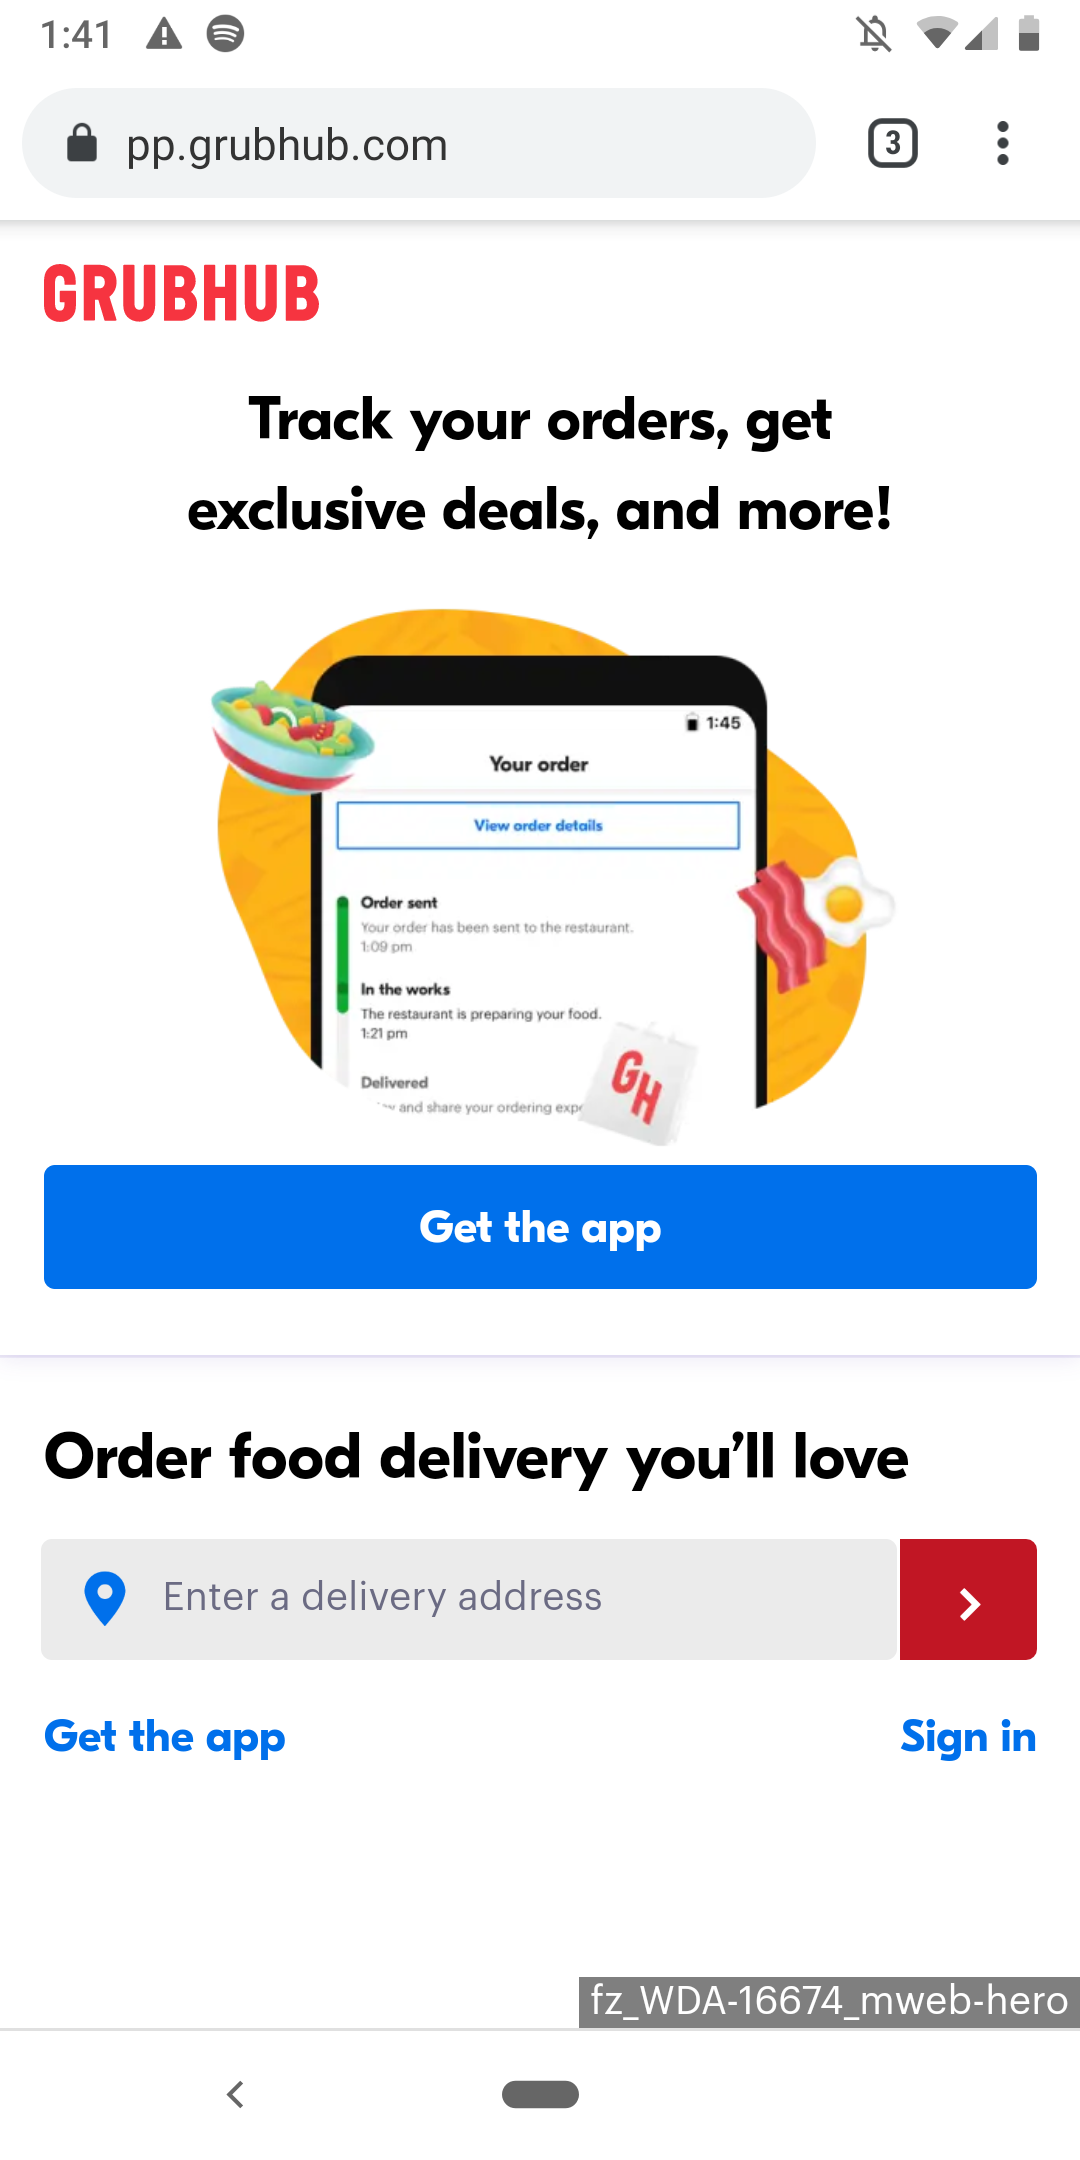 1:41
pp.grubhub.com
3
GRUBHUB
Track your orders, get
exclusive deals, and more!
1:45
Your order
View order details
Order sent
Your order has been sent to the restaurant.
1:09 pm
In the works
The restaurant is preparing your food.
1:21 pm
Delivered
and share your ordering
GH
Get the app
Order food delivery you’ll love
Enter a delivery address
Get the app
Sign in
fz_WDA-16674_mweb-hero